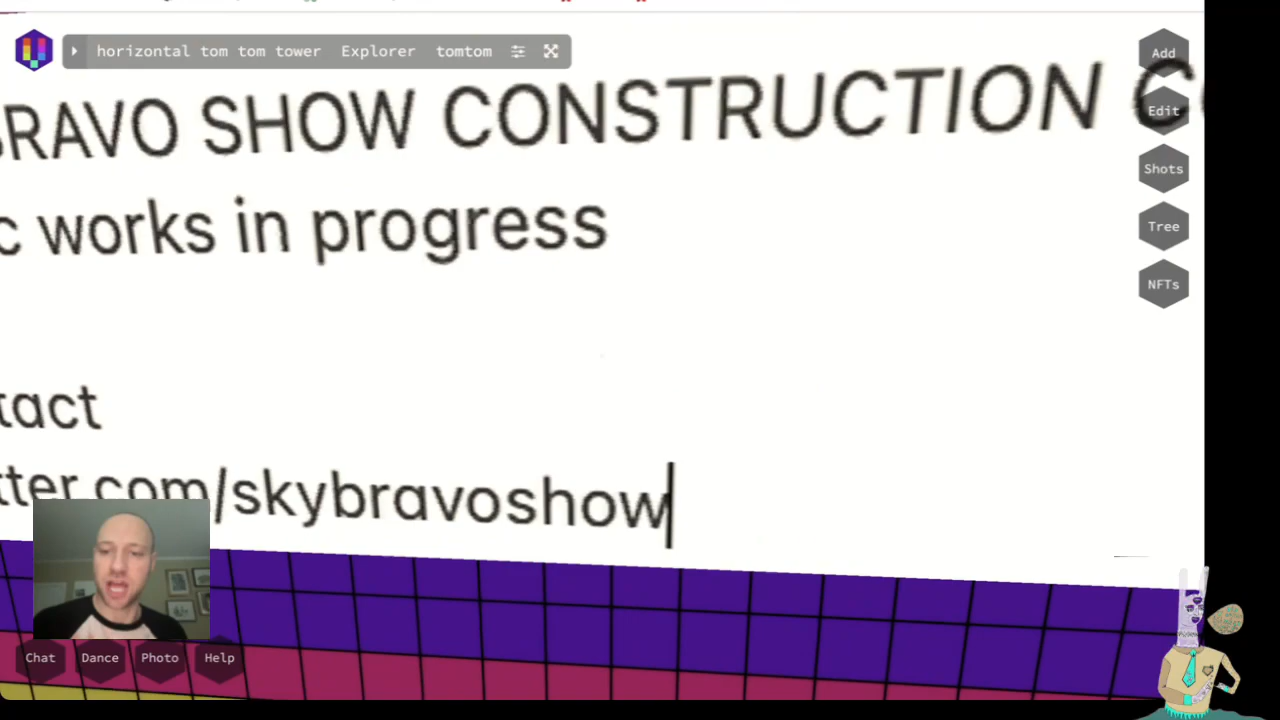 horizontal tom tom tower Explorer tomtom
Add
BRAVO SHOW CONSTRUCTION
Edit
Shots
works in progress
Tree
NFTs
tact
tter.com/skybravoshow
Chat Dance Photo Help